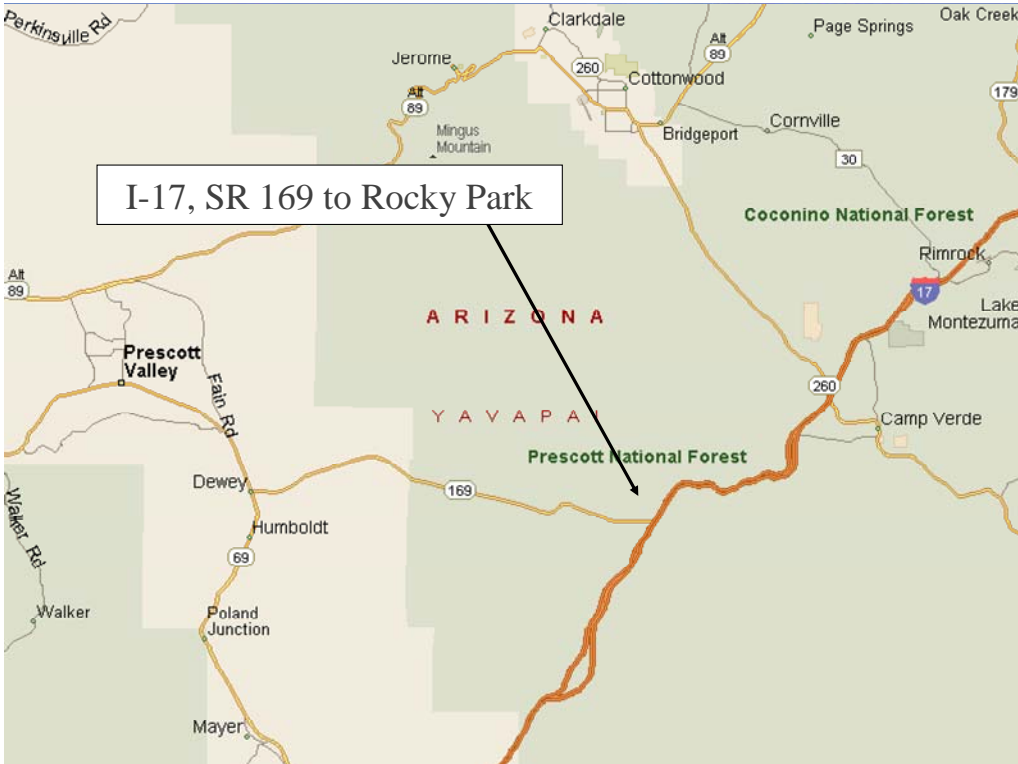 Perkinsville Rd
Clarkdale
Alt
89
Page Springs
Oak Creek
Jerome
260
Cottonwood
179
Alt
89
Mingus
Mountain
Bridgeport
Cornville
30
I-17, SR 169 to Rocky Park
Coconino National Forest
Rimrock
Alt
89
17
Lake
Montezuma
ARIZONA
Prescott
Valley
Fain Rd
260
YAVAPAI
Camp Verde
Prescott National Forest
Dewey
169
Walker Rd
Humboldt
69
Walker
Poland
Junction
Mayer